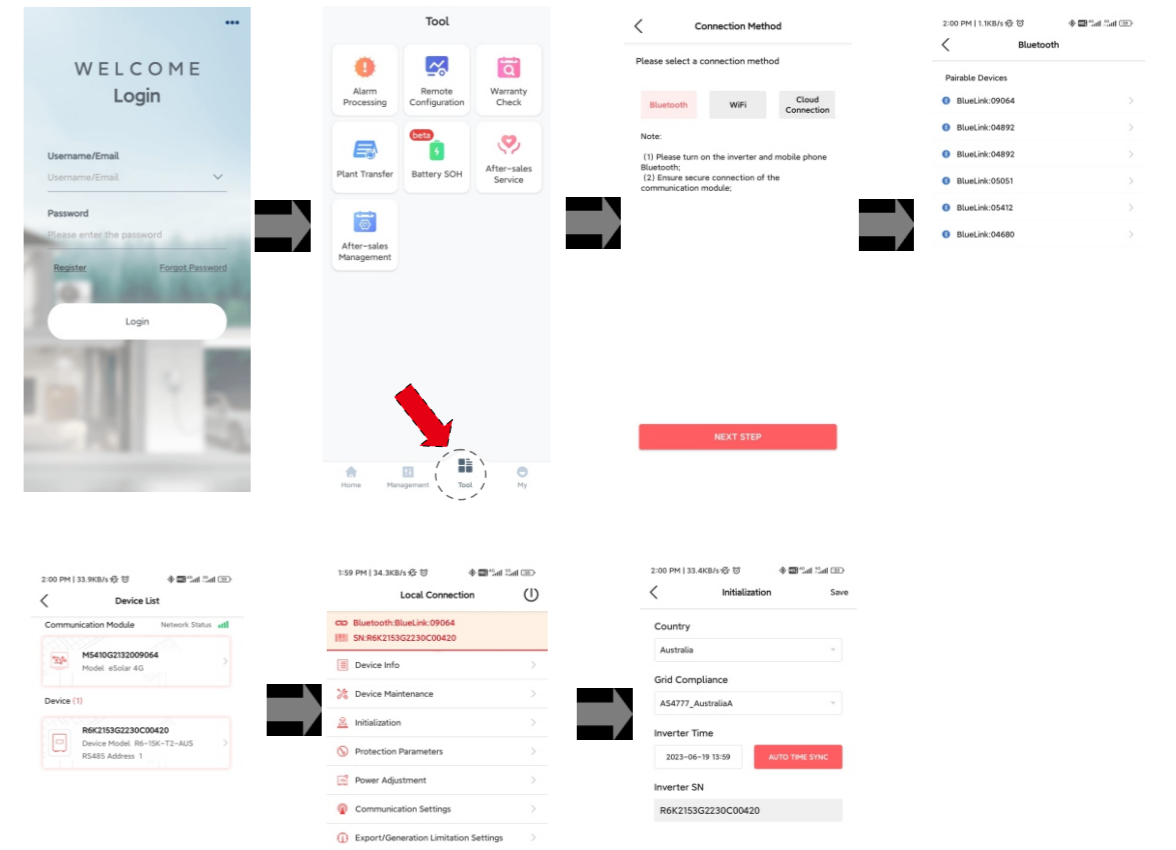 WELCOME
Login
Username/Email
Username/Email
Password
Please enter the password
Register Forgot Password
Login
Tool
Alarm
Processing
Remote
Configuration
Warranty
Check
Plant Transfer
beta
Battery SOH
After-sales
Service
After-sales
Management
Home Management Tool My
Connection Method
Please select a connection method
Bluetooth
WiFi
Cloud
Connection
Note:
(1) Please turn on the inverter and mobile phone
Bluetooth;
(2) Ensure secure connection of the
communication module;
NEXT STEP
2:00 PM | 1.1KB/s
Bluetooth
Pairable Devices
BlueLink:09064
BlueLink:04892
BlueLink:04892
BlueLink:05051
BlueLink:05412
BlueLink:04680
2:00 PM | 33.9KB/s
Device List
Communication Module Network Status
M5410G2132009064
Model eSolar 4G
Device (1)
R6K2153G2230C00420
Device Model R6-15K-T2-AUS
RS485 Address 1
1:59 PM | 34.3KB/s
Local Connection
Bluetooth:BlueLink:09064
SN:R6K2153G2230C00420
Device Info
Device Maintenance
Initialization
Protection Parameters
Power Adjustment
Communication Settings
Export/Generation Limitation Settings
2:00 PM | 33.4KB/s
Initialization Save
Country
Australia
Grid Compliance
AS4777_AustraliaA
Inverter Time
2023-06-19 13:59 AUTO TIME SYNC
Inverter SN
R6K2153G2230C00420